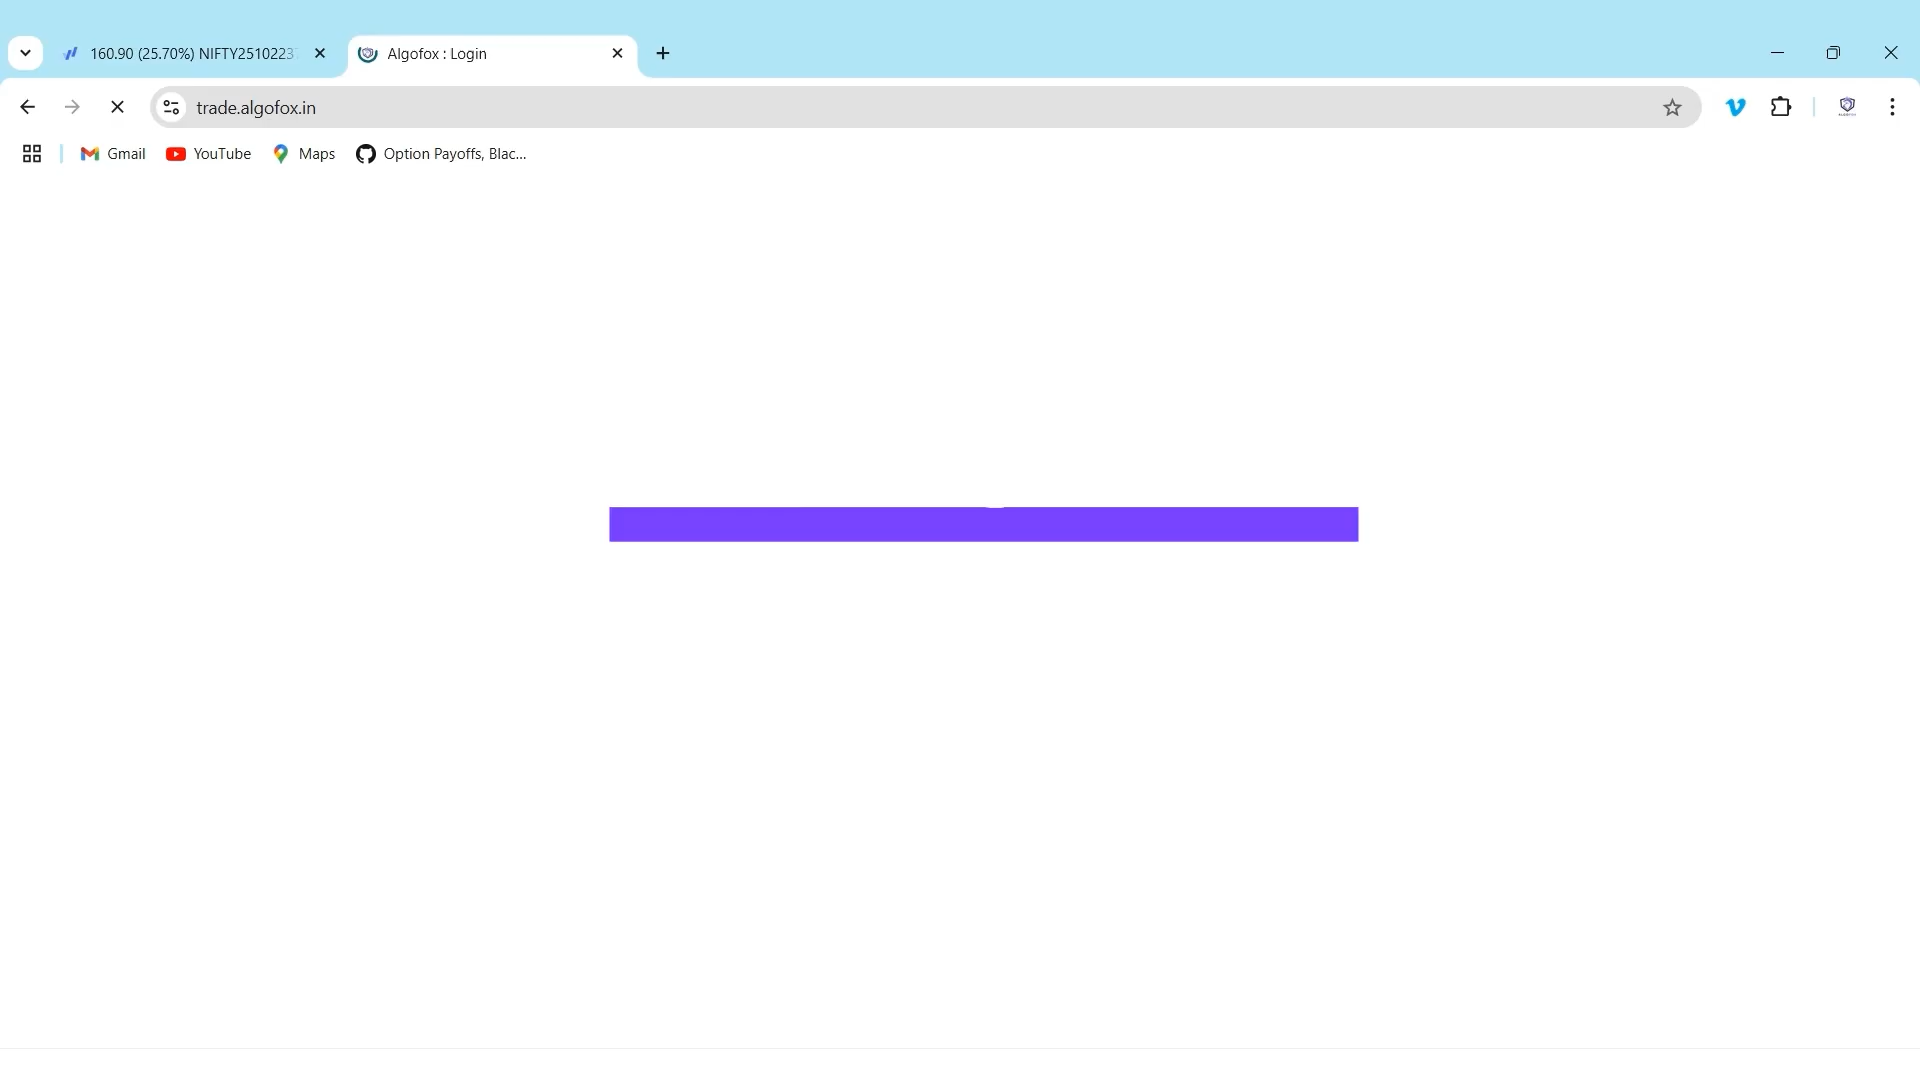 160.90 (25.70%) NIFTY2510223
Algofox : Login
trade.algofox.in
Gmail
YouTube
Maps
Option Payoffs, Blac...